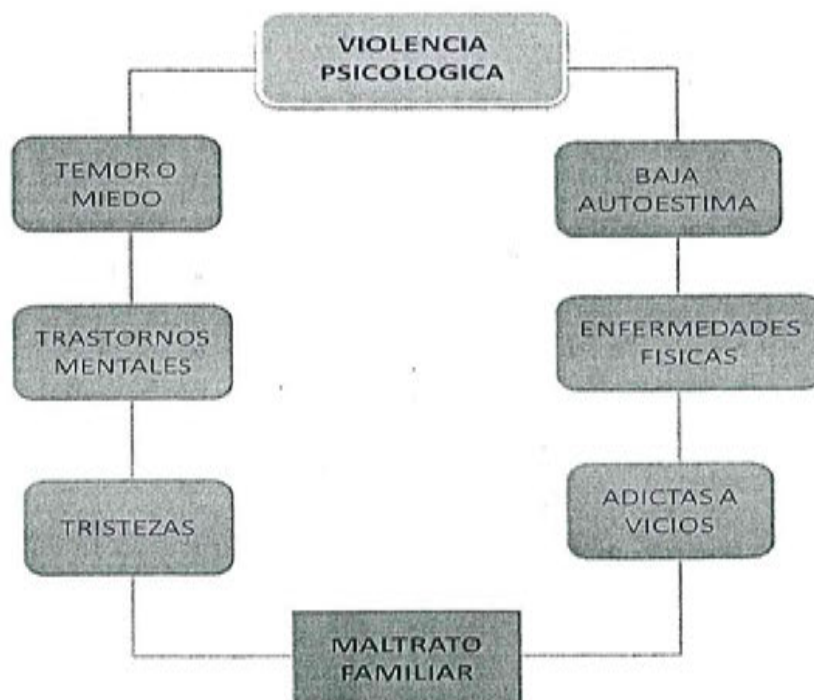 VIOLENCIA
PSICOLOGICA
TEMOR O
MIEDO
BAJA
AUTOESTIMA
TRASTORNOS
MENTALES
ENFERMEDADES
FISICAS
TRISTEZAS
ADICTAS A
VICIOS
MALTRATO
FAMILIAR